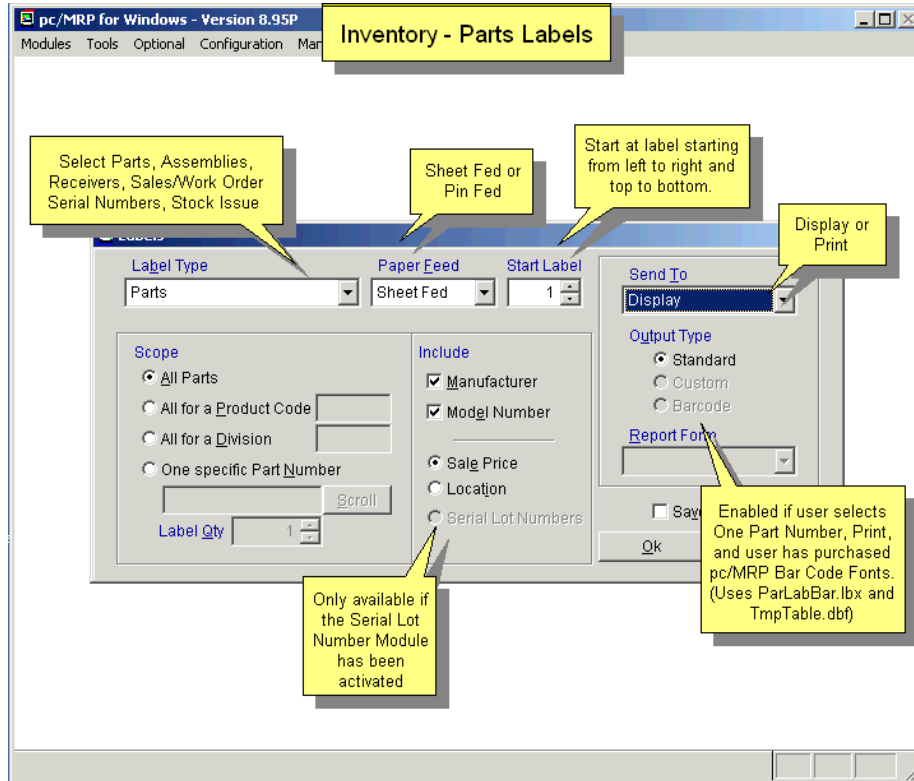 pc/MRP for Windows - Version 8.95P
Inventory - Parts Labels
Modules Tools Optional Configuration
Select Parts, Assemblies,
Receivers, Sales/Work Order
Serial Numbers, Stock Issue
Sheet Fed or
Pin Fed
Start at label starting
from left to right and
top to bottom.
Display or
Print
Label Type
Paper Feed
Start Label
Send To
Parts
Sheet Fed
1
Display
Output Type
Standard
Custom
Barcode
Report Form
Scope
All Parts
All for a Product Code
All for a Division
One specific Part Number
Scroll
Label Qty 1
Include
Manufacturer
Model Number
Sale Price
Location
Serial Lot Numbers
Ok
Only available if
the Serial Lot
Number Module
has been
activated
Enabled if user selects
One Part Number, Print,
and user has purchased
pc/MRP Bar Code Fonts.
(Uses ParLabBar.lbx and
TmpTable.dbf)